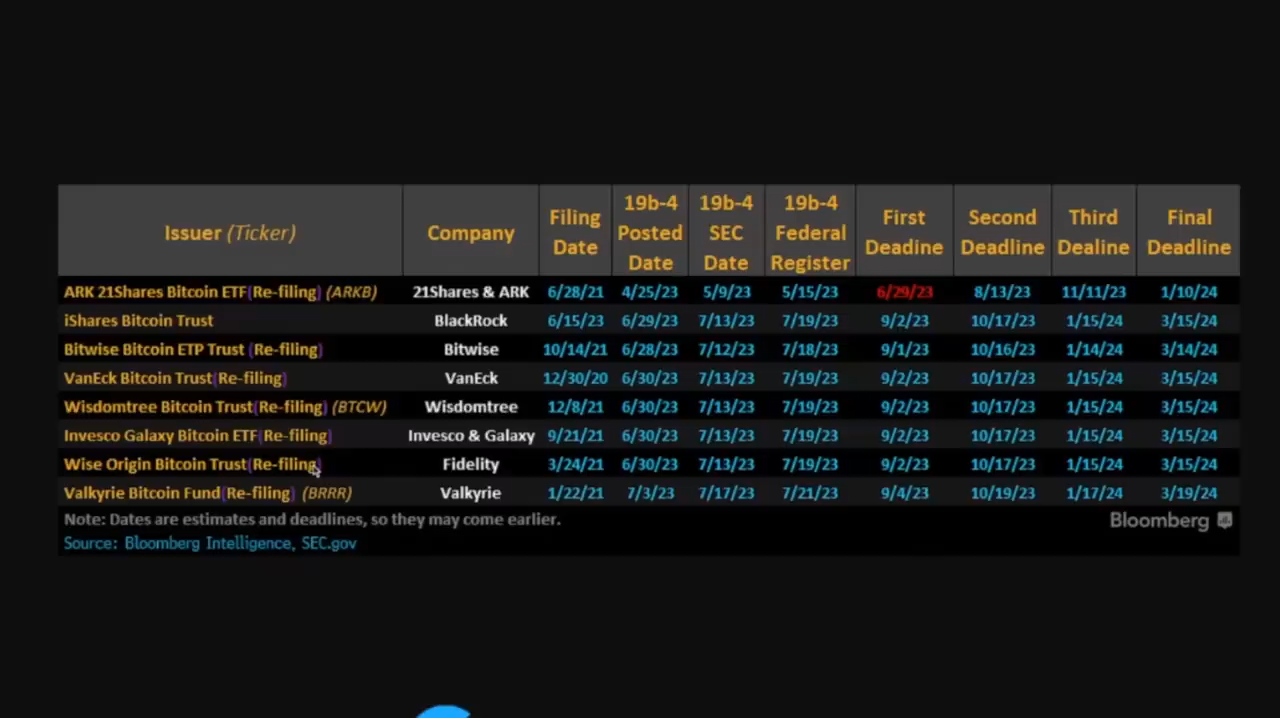 Issuer (Ticker) Company Filing Date 19b-4 Posted Date 19b-4 SEC Date 19b-4 Federal Register First Deadine Second Deadline Third Dealine Final Deadline
ARK 21Shares Bitcoin ETF(Re-filing) (ARKB) 21Shares & ARK 6/28/21 4/25/23 5/9/23 5/15/23 6/29/23 8/13/23 11/11/23 1/10/24
iShares Bitcoin Trust BlackRock 6/15/23 6/29/23 7/13/23 7/19/23 9/2/23 10/17/23 1/15/24 3/15/24
Bitwise Bitcoin ETP Trust (Re-filing) Bitwise 10/14/21 6/28/23 7/12/23 7/18/23 9/1/23 10/16/23 1/14/24 3/14/24
VanEck Bitcoin Trust(Re-filing) VanEck 12/30/20 6/30/23 7/13/23 7/19/23 9/2/23 10/17/23 1/15/24 3/15/24
Wisdomtree Bitcoin Trust(Re-filing) (BTCW) Wisdomtree 12/8/21 6/30/23 7/13/23 7/19/23 9/2/23 10/17/23 1/15/24 3/15/24
Invesco Galaxy Bitcoin ETF(Re-filing) Invesco & Galaxy 9/21/21 6/30/23 7/13/23 7/19/23 9/2/23 10/17/23 1/15/24 3/15/24
Wise Origin Bitcoin Trust(Re-filing) Fidelity 3/24/21 6/30/23 7/13/23 7/19/23 9/2/23 10/17/23 1/15/24 3/15/24
Valkyrie Bitcoin Fund(Re-filing) (BRRR) Valkyrie 1/22/21 7/3/23 7/17/23 7/21/23 9/4/23 10/19/23 1/17/24 3/19/24
Note: Dates are estimates and deadlines, so they may come earlier. Bloomberg
Source: Bloomberg Intelligence, SEC.gov